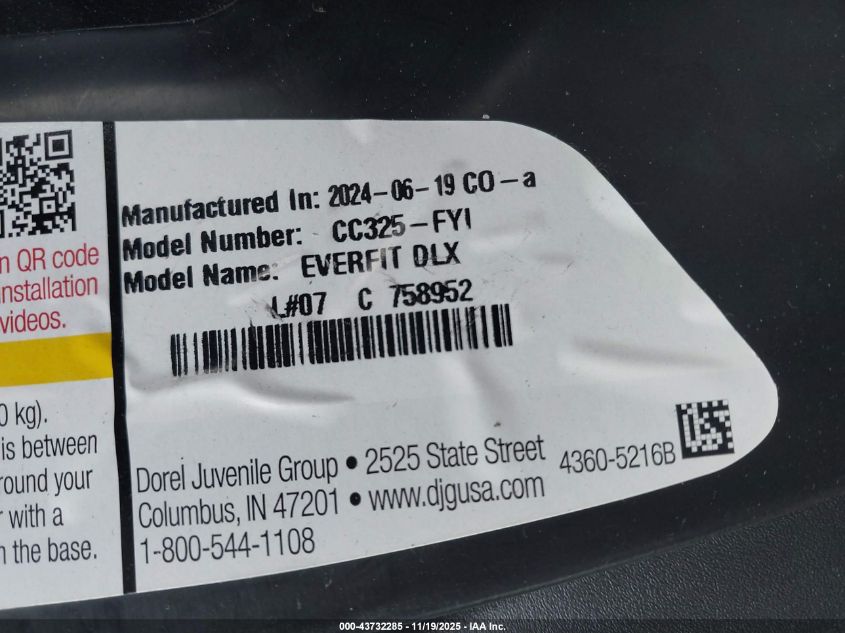 n QR code
installation
videos.
0 kg).
is between
round your
r with a
n the base.
Manufactured In: 2024-06-19 CO-a
Model Number: CC325-FYI
Model Name: EVERFIT DLX
L#07 C 758952
Dorel Juvenile Group • 2525 State Street
Columbus, IN 47201 • www.djgusa.com
1-800-544-1108
4360-5216B
000-43732285 - 11/19/2025 - IAA Inc.